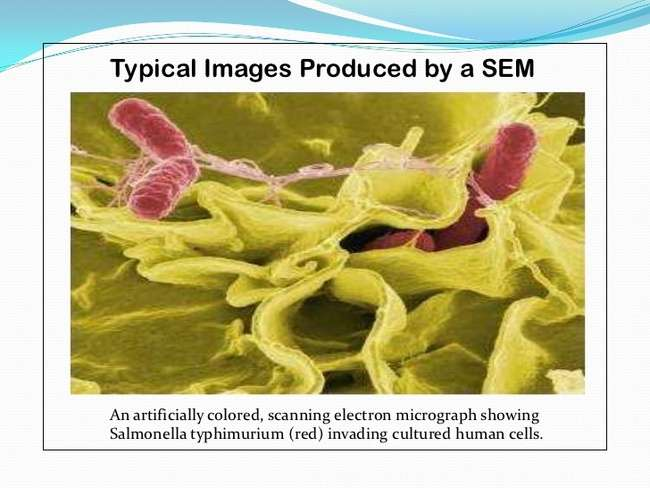 Typical Images Produced by a SEM
An artificially colored, scanning electron micrograph showing
Salmonella typhimurium (red) invading cultured human cells.